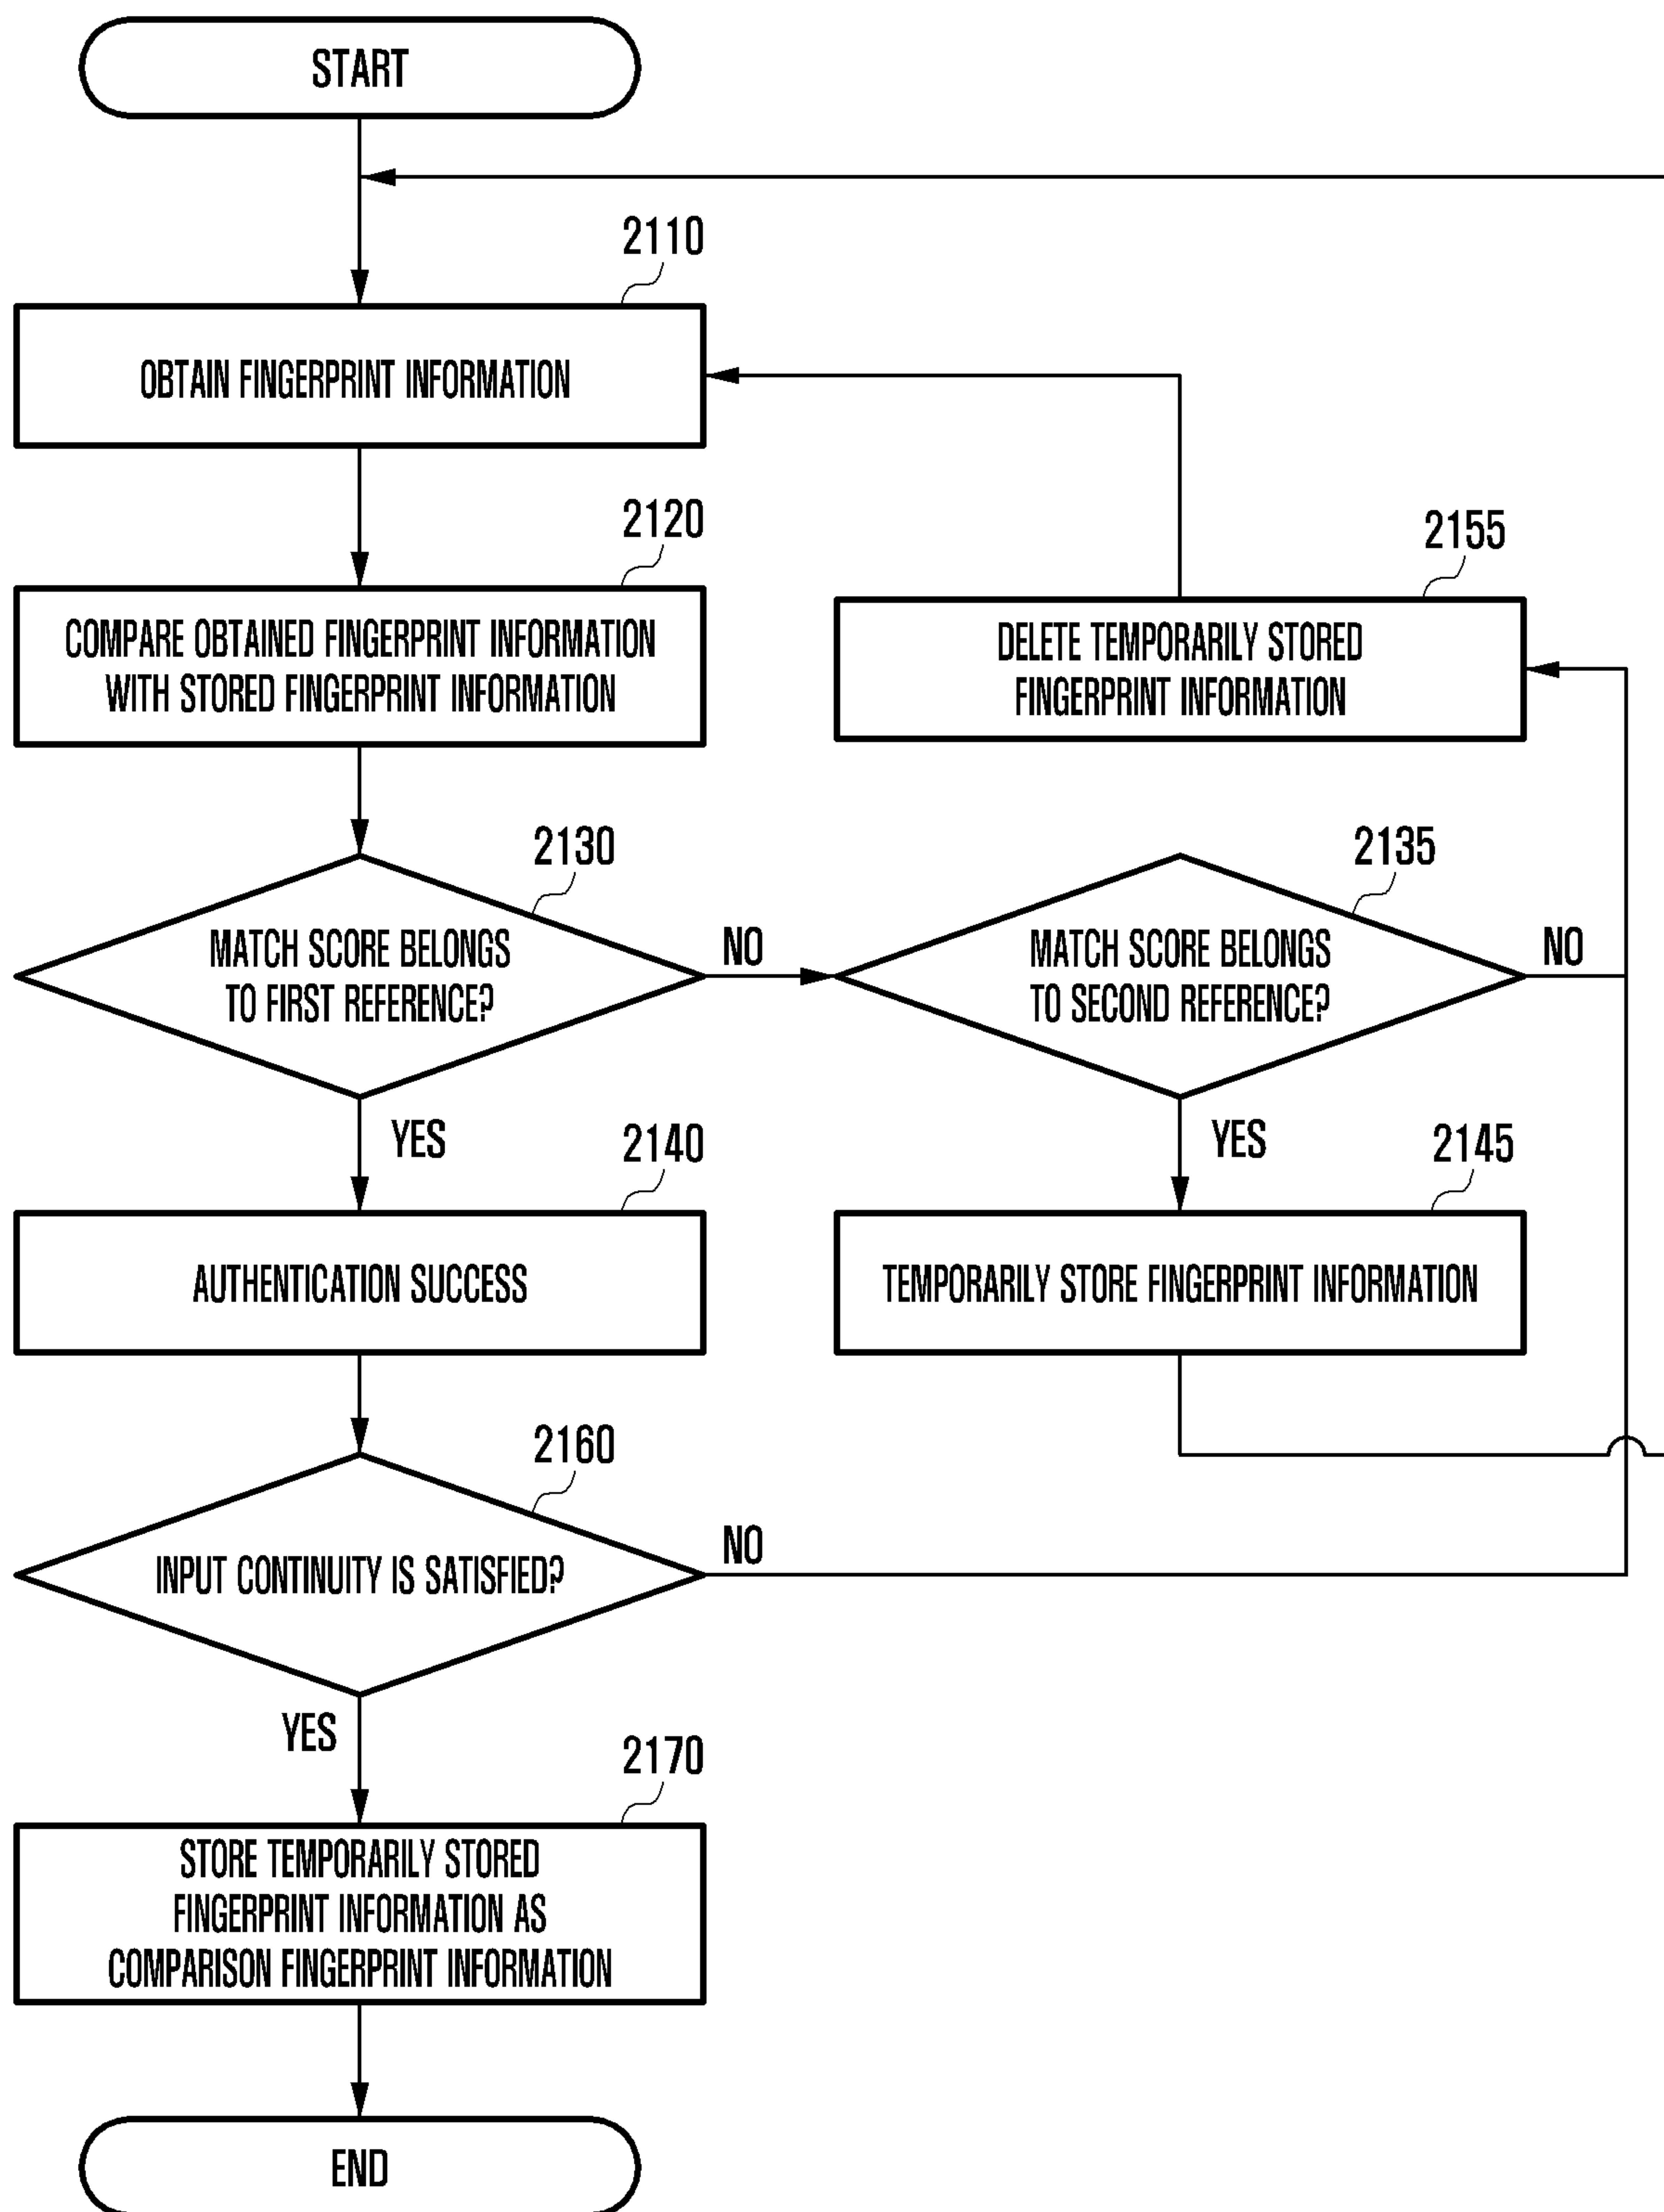 START
2110
OBTAIN FINGERPRINT INFORMATION
2120
COMPARE OBTAINED FINGERPRINT INFORMATION
WITH STORED FINGERPRINT INFORMATION
2155
DELETE TEMPORARILY STORED
FINGERPRINT INFORMATION
2130
MATCH SCORE BELONGS
TO FIRST REFERENCE?
NO
2135
MATCH SCORE BELONGS
TO SECOND REFERENCE?
NO
YES
2140
AUTHENTICATION SUCCESS
YES
2145
TEMPORARILY STORE FINGERPRINT INFORMATION
2160
INPUT CONTINUITY IS SATISFIED?
NO
YES
2170
STORE TEMPORARILY STORED
FINGERPRINT INFORMATION AS
COMPARISON FINGERPRINT INFORMATION
END